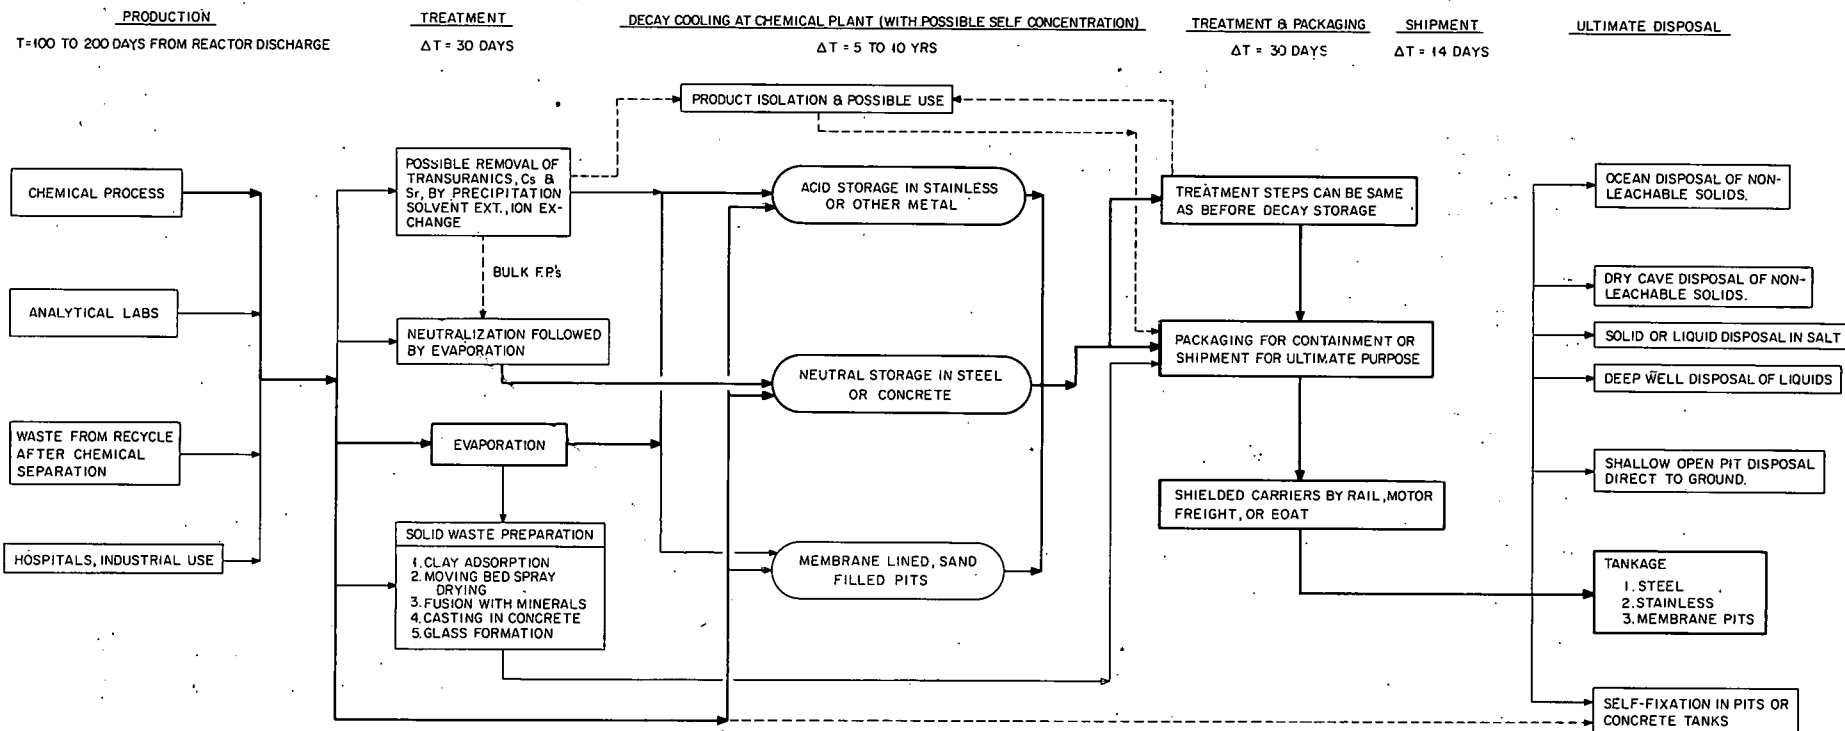 PRODUCTION
T=100 TO 200 DAYS FROM REACTOR DISCHARGE
TREATMENT
ΔT = 30 DAYS
DECAY COOLING AT CHEMICAL PLANT (WITH POSSIBLE SELF CONCENTRATION)
ΔT = 5 TO 10 YRS
TREATMENT & PACKAGING
ΔT = 30 DAYS
SHIPMENT
ΔT = 14 DAYS
ULTIMATE DISPOSAL
CHEMICAL PROCESS
ANALYTICAL LABS
WASTE FROM RECYCLE
AFTER CHEMICAL
SEPARATION
HOSPITALS, INDUSTRIAL USE
POSSIBLE REMOVAL OF
TRANSURANICS, Cs &
Sr, BY PRECIPITATION
SOLVENT EXT., ION EX-
CHANGE
BULK F.P.'s
NEUTRALIZATION FOLLOWED
BY EVAPORATION
EVAPORATION
SOLID WASTE PREPARATION
1. CLAY ADSORPTION
2. MOVING BED SPRAY
DRYING
3. FUSION WITH MINERALS
4. CASTING IN CONCRETE
5. GLASS FORMATION
PRODUCT ISOLATION & POSSIBLE USE
ACID STORAGE IN STAINLESS
OR OTHER METAL
NEUTRAL STORAGE IN STEEL
OR CONCRETE
MEMBRANE LINED, SAND
FILLED PITS
TREATMENT STEPS CAN BE SAME
AS BEFORE DECAY STORAGE
PACKAGING FOR CONTAINMENT OR
SHIPMENT FOR ULTIMATE PURPOSE
SHIELDED CARRIERS BY RAIL, MOTOR
FREIGHT, OR BOAT
OCEAN DISPOSAL OF NON-
LEACHABLE SOLIDS.
DRY CAVE DISPOSAL OF NON-
LEACHABLE SOLIDS.
SOLID OR LIQUID DISPOSAL IN SALT
DEEP WELL DISPOSAL OF LIQUIDS
SHALLOW OPEN PIT DISPOSAL
DIRECT TO GROUND.
TANKAGE
1. STEEL
2. STAINLESS
3. MEMBRANE PITS
SELF-FIXATION IN PITS OR
CONCRETE TANKS